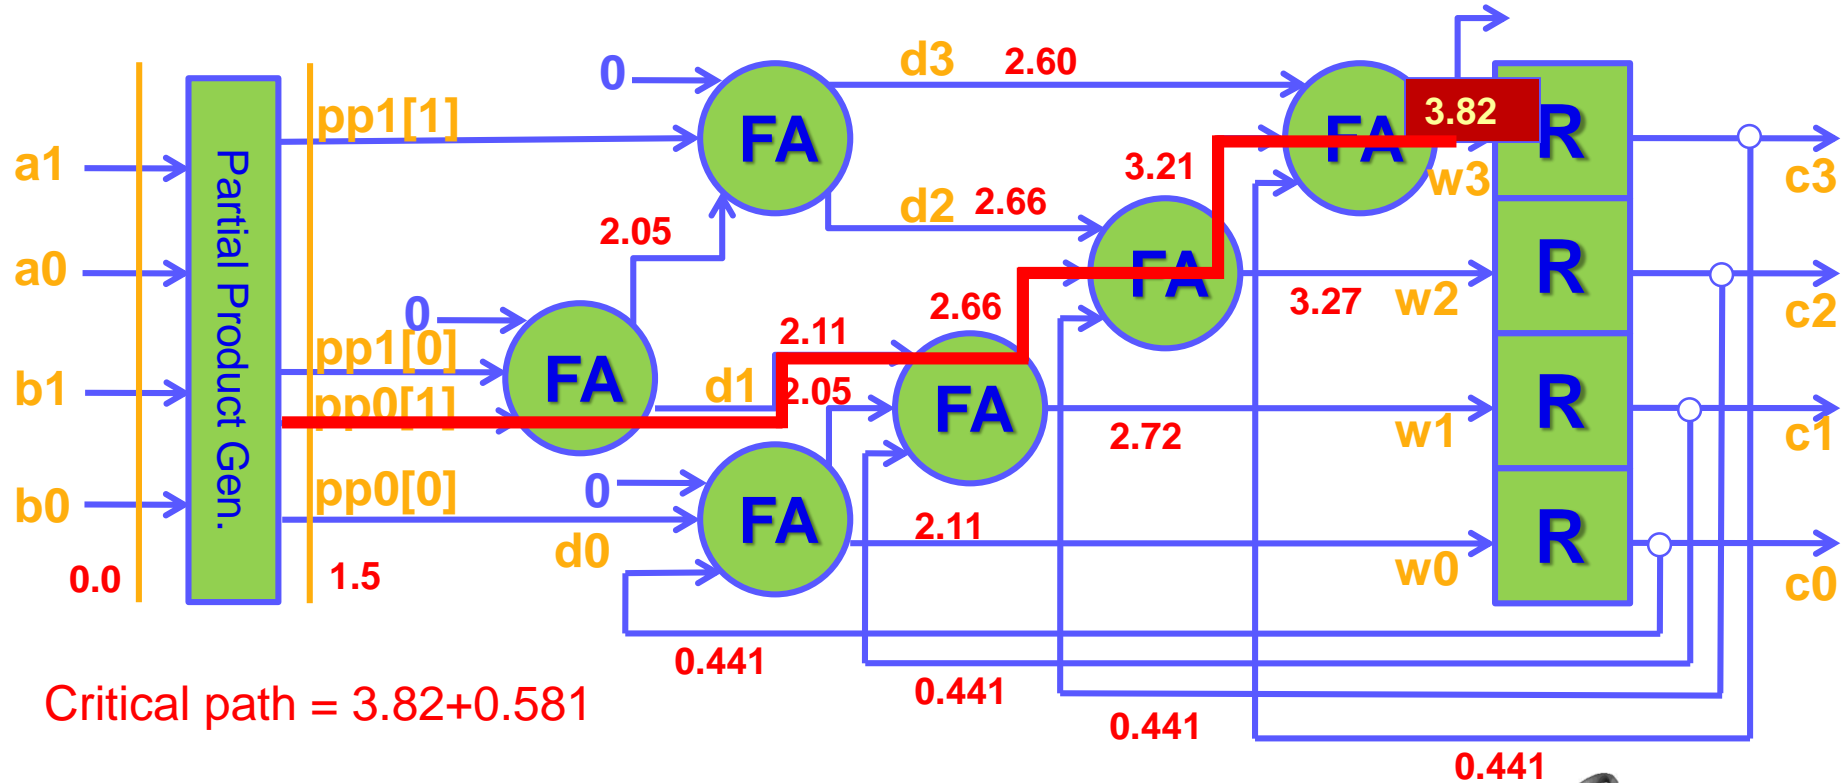 0
d3
2.60
FA
FA
3.82
R
pp1[1]
a1
Partial Product Gen.
3.21
w3
c3
d2
2.66
2.05
a0
FA
R
c2
0
2.66
3.27
w2
2.11
pp1[0]
FA
b1
d1
2.05
FA
R
pp0[1]
2.72
w1
c1
b0
pp0[0]
0
FA
2.11
R
d0
w0
c0
0.0
1.5
0.441
0.441
0.441
0.441
Critical path = 3.82+0.581